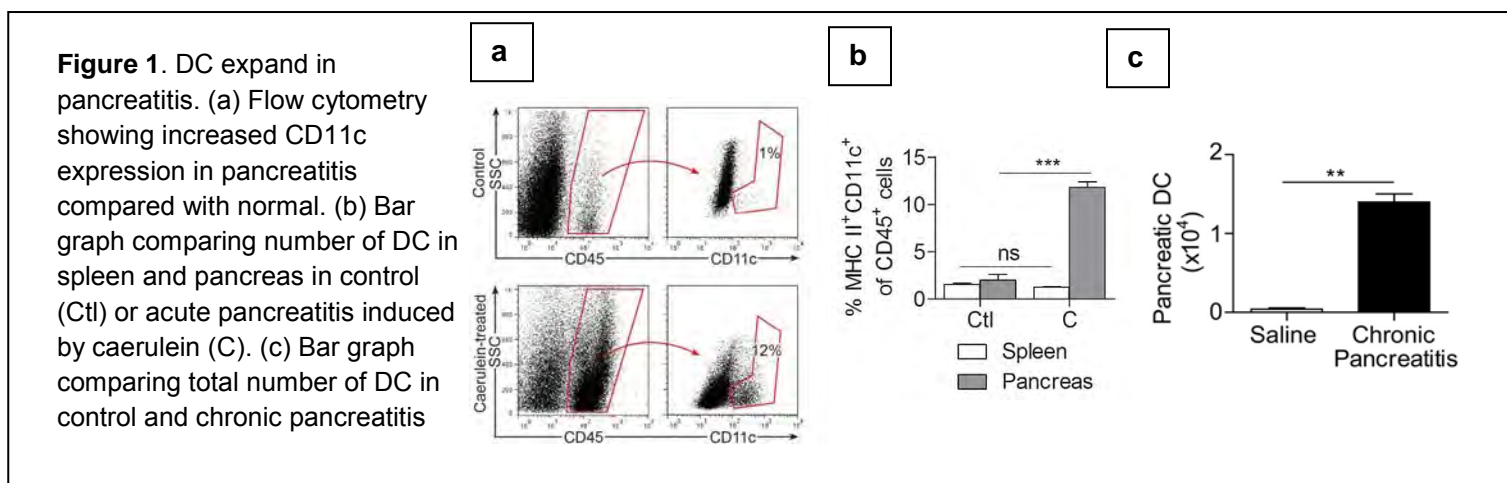 Figure 1. DC expand in
pancreatitis. (a) Flow cytometry
showing increased CD11c
expression in pancreatitis
compared with normal. (b) Bar
graph comparing number of DC in
spleen and pancreas in control
(Ctl) or acute pancreatitis induced
by caerulein (C). (c) Bar graph
comparing total number of DC in
control and chronic pancreatitis
a
Control
SSC
1%
CD45
CD11c
Caerulein-treated
SSC
12%
CD45
CD11c
b
% MHC II⁺CD11c⁺
of CD45⁺ cells
15
10
5
0
***
ns
Ctl
C
Spleen
Pancreas
c
Pancreatic DC
(x10⁴)
2
1
0
**
Saline
Chronic
Pancreatitis